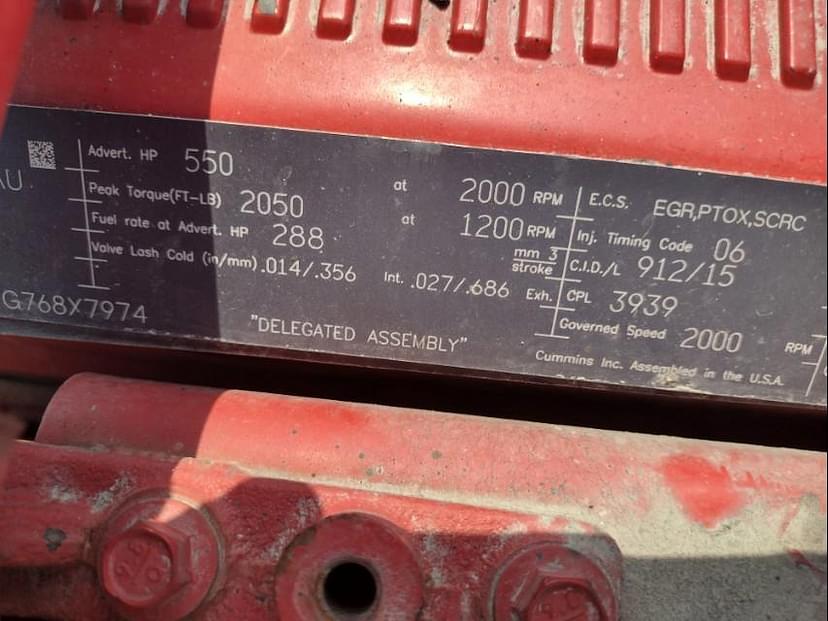 Advert. HP 550 at 2000 RPM
Peak Torque(FT-LB) 2050 at 1200 RPM
Fuel rate at Advert. HP 288 mm 3 stroke
Valve Lash Cold (in/mm) .014/.356 Int. .027/.686 Exh.
G768X7974
"DELEGATED ASSEMBLY"
E.C.S. EGR,PTOX,SCRC
Inj. Timing Code 06
C.I.D./L 912/15
CPL 3939
Governed Speed 2000 RPM
Cummins Inc. Assembled in the U.S.A.